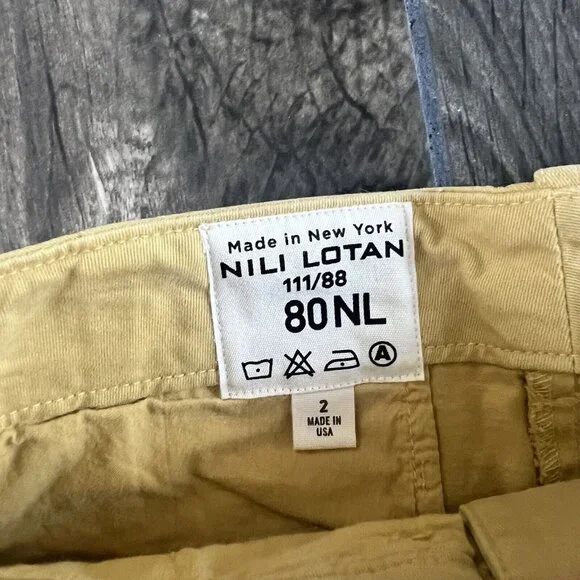 Made in New York
NILI LOTAN
111/88
80NL
A
2
MADE IN
USA